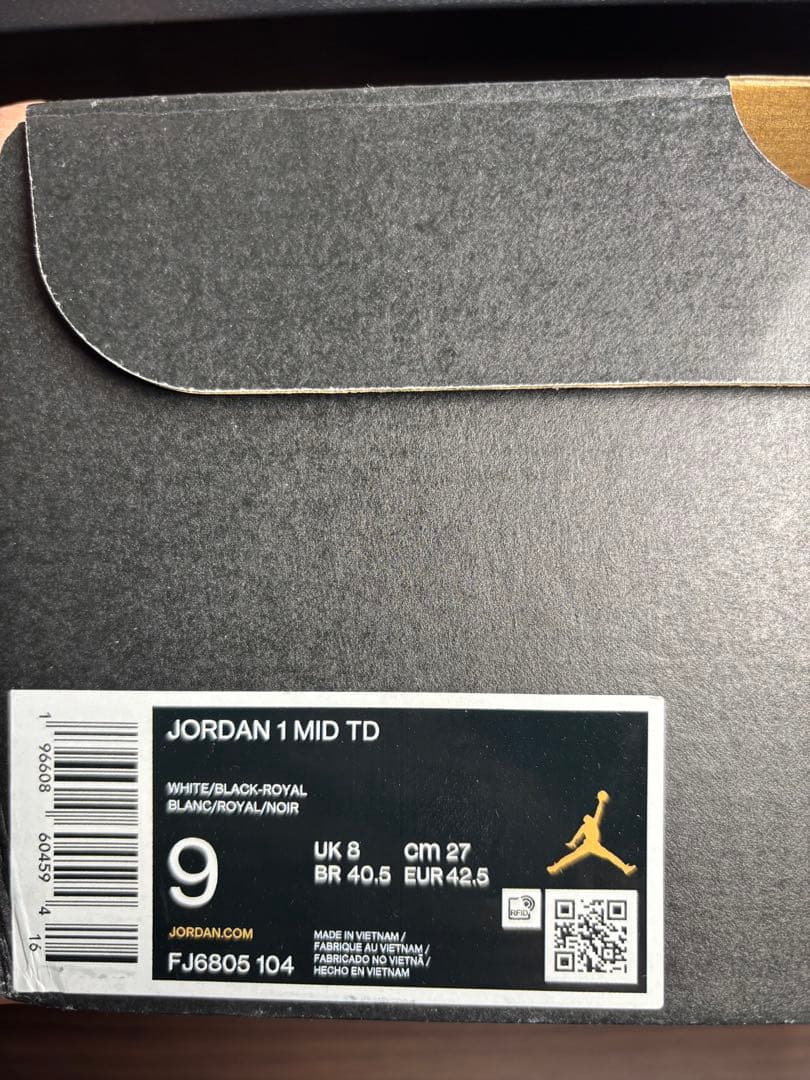 JORDAN 1 MID TD
WHITE/BLACK-ROYAL
BLANC/ROYAL/NOIR
9
UK 8 cm 27
BR 40.5 EUR 42.5
RFID
JORDAN.COM
FJ6805 104
MADE IN VIETNAM /
FABRIQUE AU VIETNAM /
FABRICADO NO VIETNÃ /
HECHO EN VIETNAM
1 96608 60459 4 16